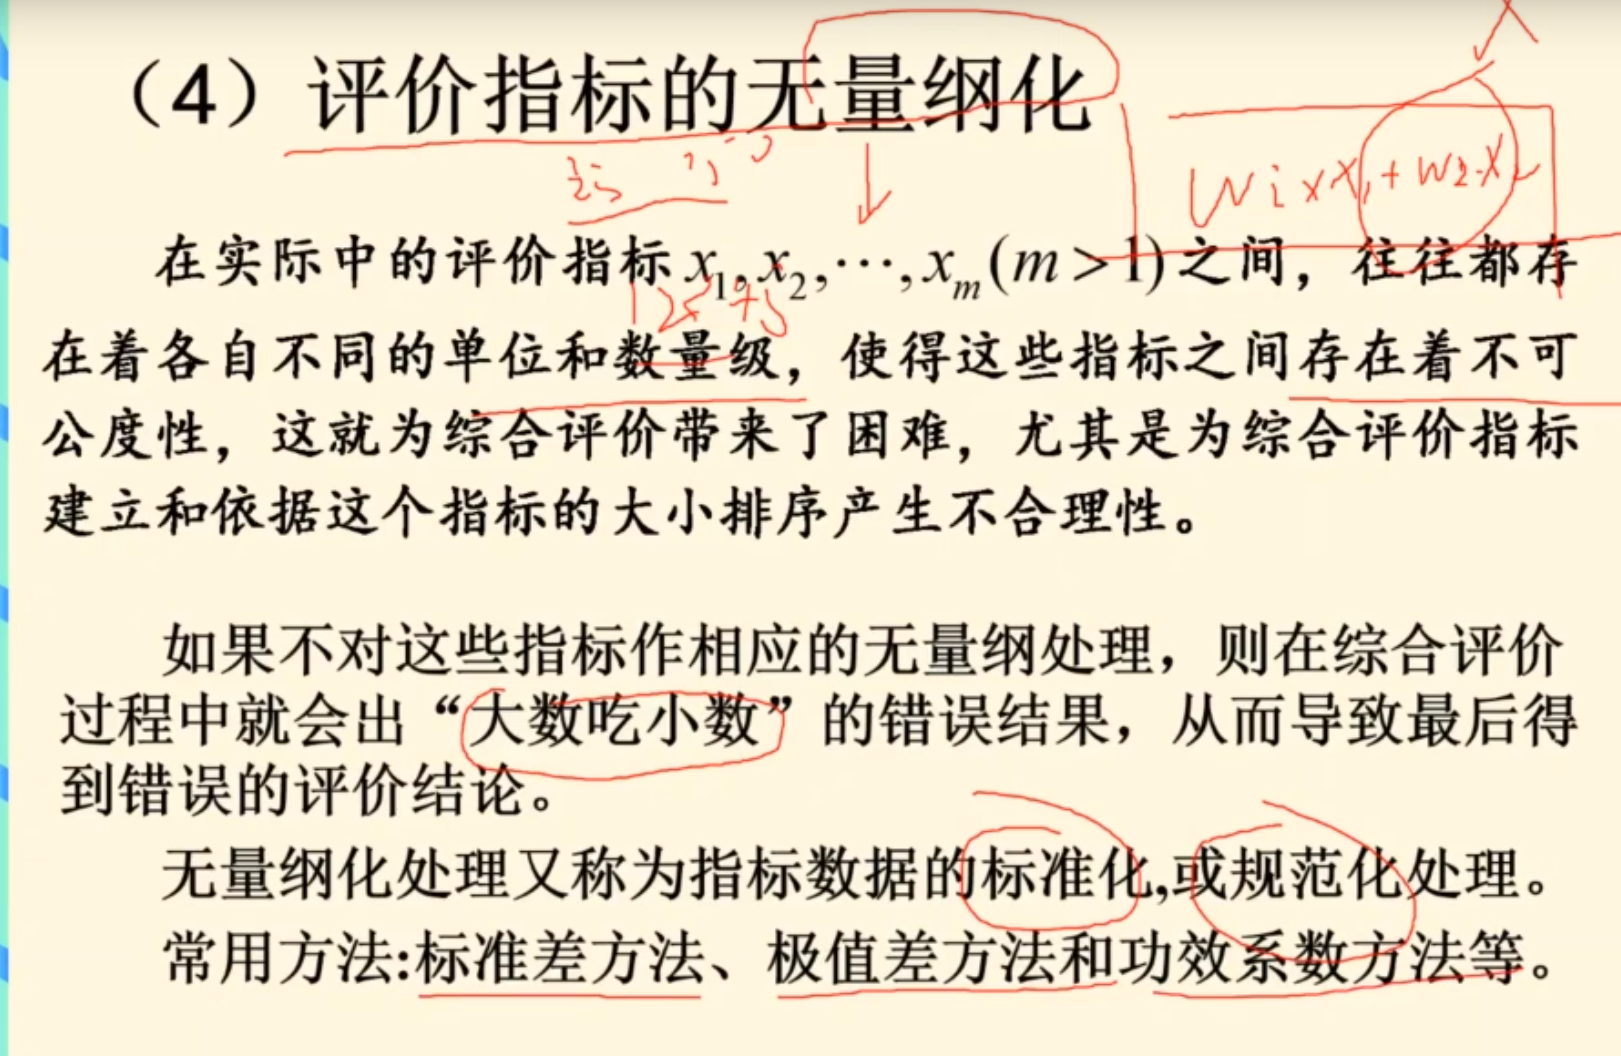 （4）评价指标的无量纲化
W1×X1+W2·X2
在实际中的评价指标x₁,x₂,⋯,xₘ(m>1)之间，往往都存
在着各自不同的单位和数量级，使得这些指标之间存在着不可
公度性，这就为综合评价带来了困难，尤其是为综合评价指标
建立和依据这个指标的大小排序产生不合理性。
如果不对这些指标作相应的无量纲处理，则在综合评价
过程中就会出“大数吃小数”的错误结果，从而导致最后得
到错误的评价结论。
无量纲化处理又称为指标数据的标准化,或规范化处理。
常用方法:标准差方法、极值差方法和功效系数方法等。